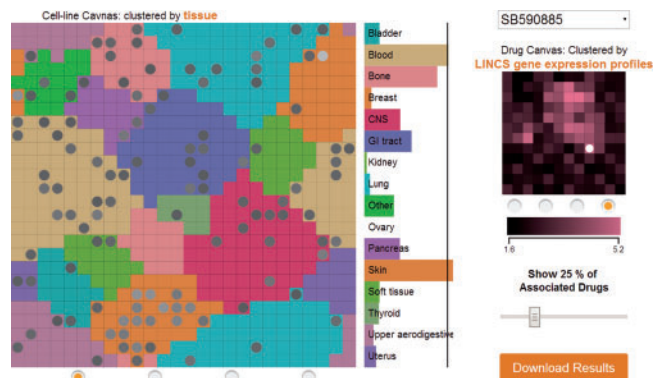 Cell-line Cavnas: clustered by tissue
Bladder
Blood
Bone
Breast
CNS
GI tract
Kidney
Lung
Other
Ovary
Pancreas
Skin
Soft tissue
Thyroid
Upper aerodigestive
Uterus
SB590885
Drug Canvas: Clustered by
LINCS gene expression profiles
1.6 5.2
Show 25 % of
Associated Drugs
Download Results